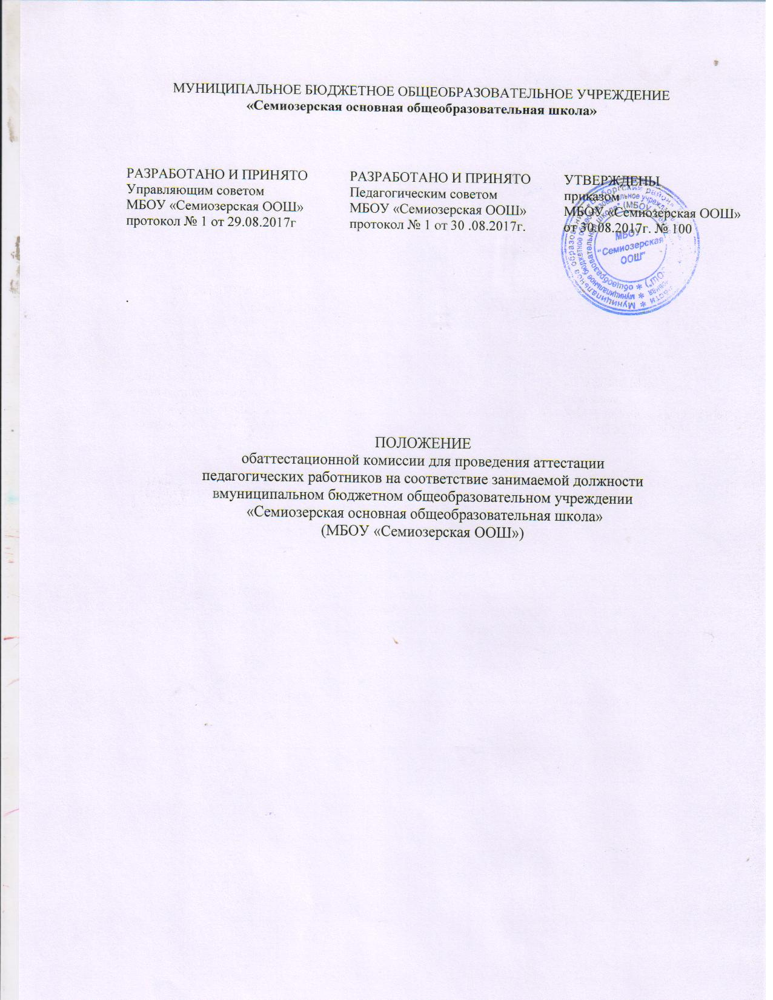 МУНИЦИПАЛЬНОЕ БЮДЖЕТНОЕ ОБЩЕОБРАЗОВАТЕЛЬНОЕ УЧРЕЖДЕНИЕ
«Семиозерская основная общеобразовательная школа»
РАЗРАБОТАНО И ПРИНЯТО
Управляющим советом
МБОУ «Семиозерская ООШ»
протокол № 1 от 29.08.2017г
РАЗРАБОТАНО И ПРИНЯТО
Педагогическим советом
МБОУ «Семиозерская ООШ»
протокол № 1 от 30 .08.2017г.
УТВЕРЖДЕНЫ
приказом
МБОУ «Семиозерская ООШ»
от 30.08.2017г. № 100
МБОУ
"Семиозерская
ООШ"
.
ПОЛОЖЕНИЕ
обаттестационной комиссии для проведения аттестации
педагогических работников на соответствие занимаемой должности
вмуниципальном бюджетном общеобразовательном учреждении
«Семиозерская основная общеобразовательная школа»
(МБОУ «Семиозерская ООШ»)